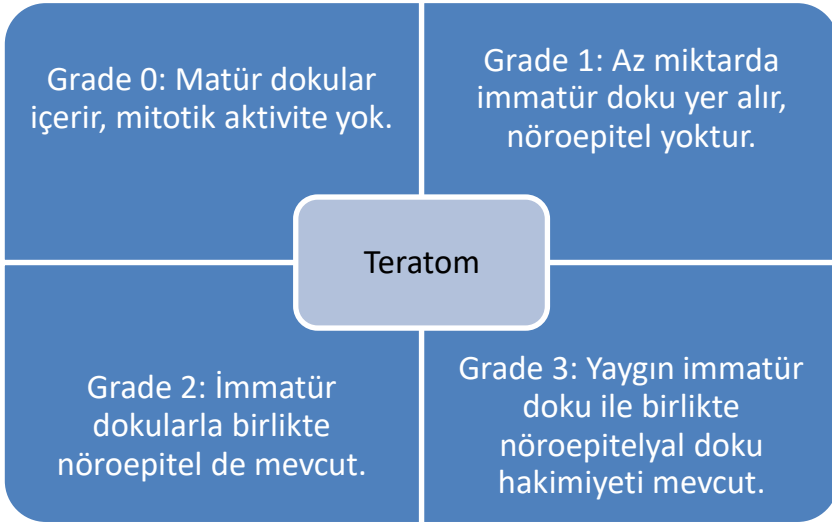 Grade 0: Matür dokular
içerir, mitotik aktivite yok.
Grade 1: Az miktarda
immatür doku yer alır,
nöroepitel yoktur.
Teratom
Grade 2: İmmatür
dokularla birlikte
nöroepitel de mevcut.
Grade 3: Yaygın immatür
doku ile birlikte
nöroepitelyal doku
hakimiyeti mevcut.